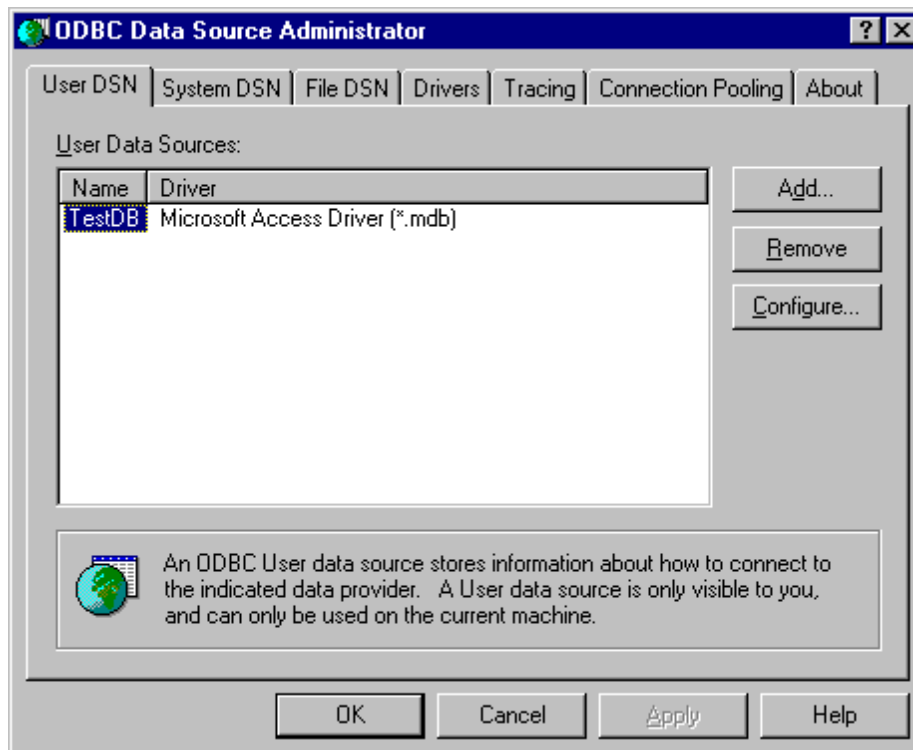 ODBC Data Source Administrator
User DSN System DSN File DSN Drivers Tracing Connection Pooling About
User Data Sources:
Name Driver
TestDB Microsoft Access Driver (*.mdb)
Add...
Remove
Configure...
An ODBC User data source stores information about how to connect to
the indicated data provider. A User data source is only visible to you,
and can only be used on the current machine.
OK Cancel Apply Help